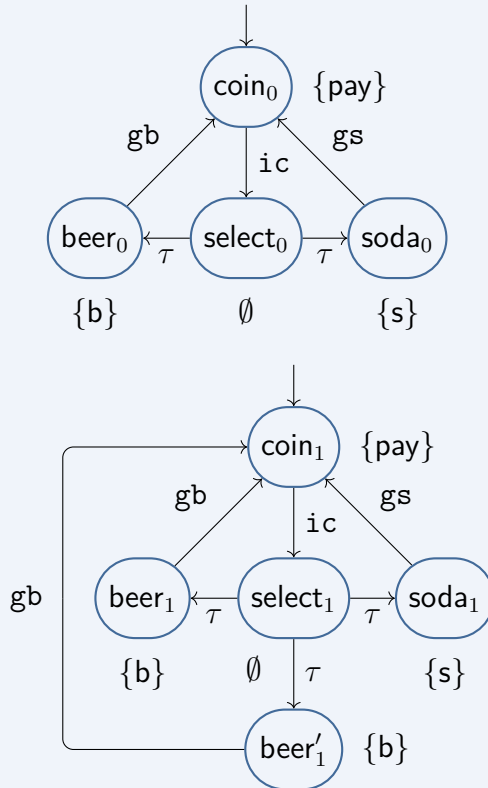 coin₀ {pay}
gb ic gs
beer₀ τ select₀ τ soda₀
{b} ∅ {s}
coin₁ {pay}
gb ic gs
gb beer₁ τ select₁ τ soda₁
{b} ∅ τ {s}
beer′₁ {b}